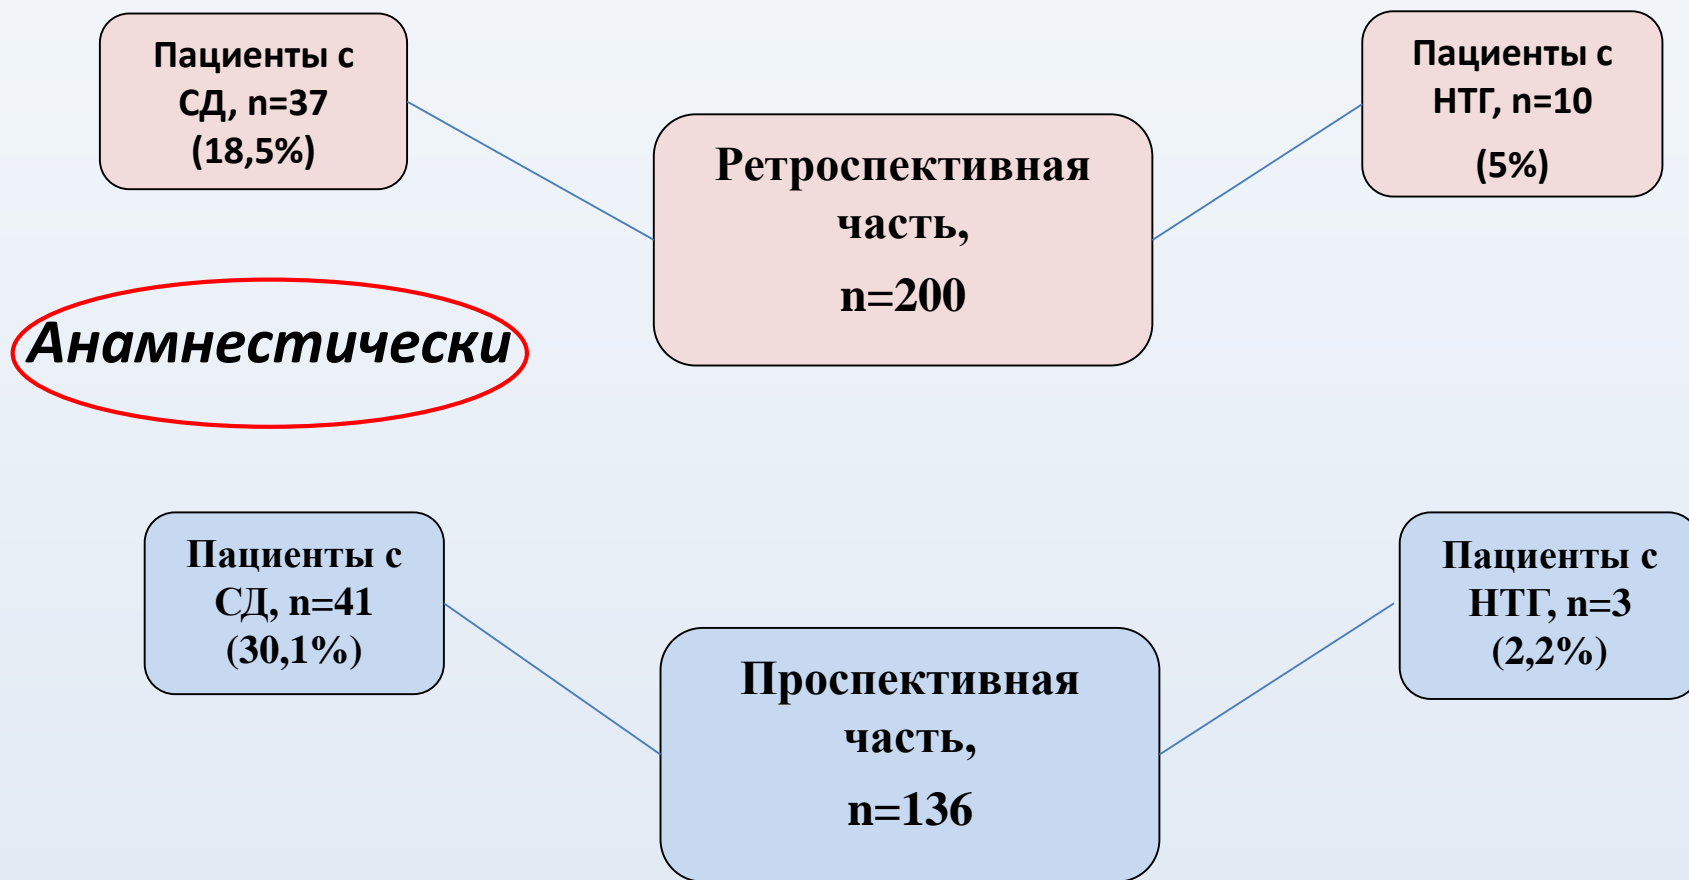 Пациенты с
СД, n=37
(18,5%)
Ретроспективная
часть,
n=200
Пациенты с
НТГ, n=10
(5%)
Анамнестически
Пациенты с
СД, n=41
(30,1%)
Проспективная
часть,
n=136
Пациенты с
НТГ, n=3
(2,2%)